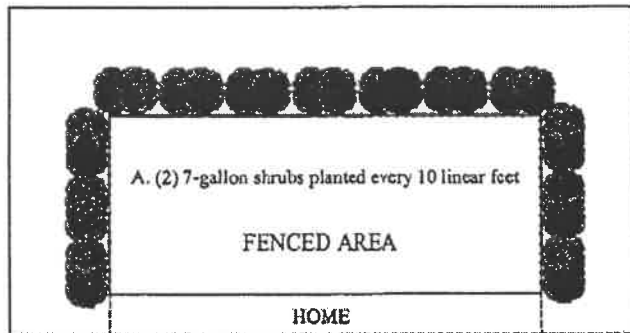 A. (2) 7-gallon shrubs planted every 10 linear feet
FENCED AREA
HOME